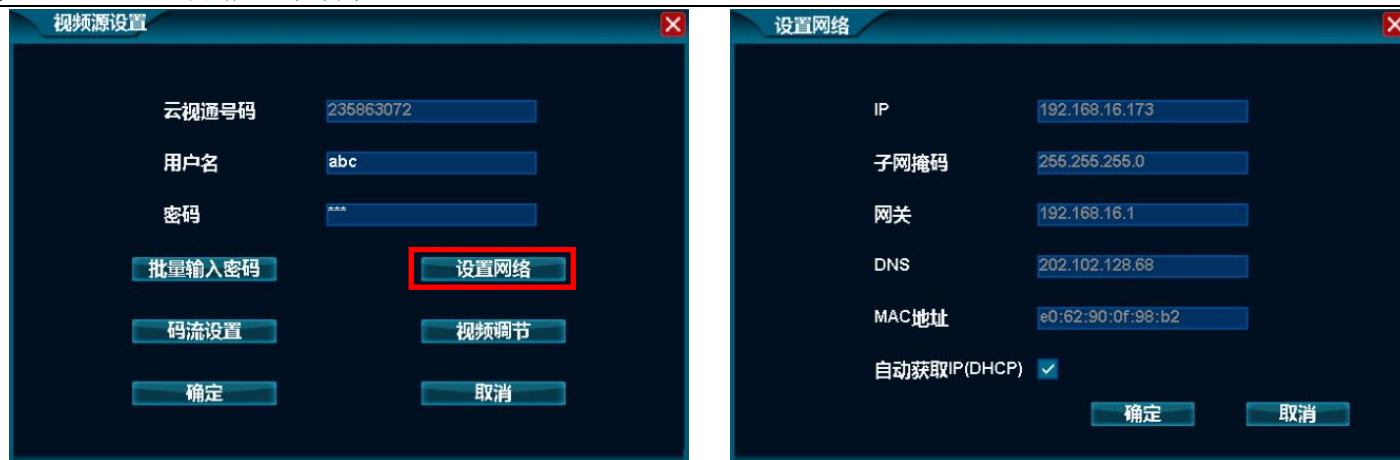 视频源设置
云视通号码 235863072
用户名 abc
密码 ***
批量输入密码 设置网络
码流设置 视频调节
确定 取消
设置网络
IP 192.168.16.173
子网掩码 255.255.255.0
网关 192.168.16.1
DNS 202.102.128.68
MAC地址 e0:62:90:0f:98:b2
自动获取IP(DHCP)
确定 取消